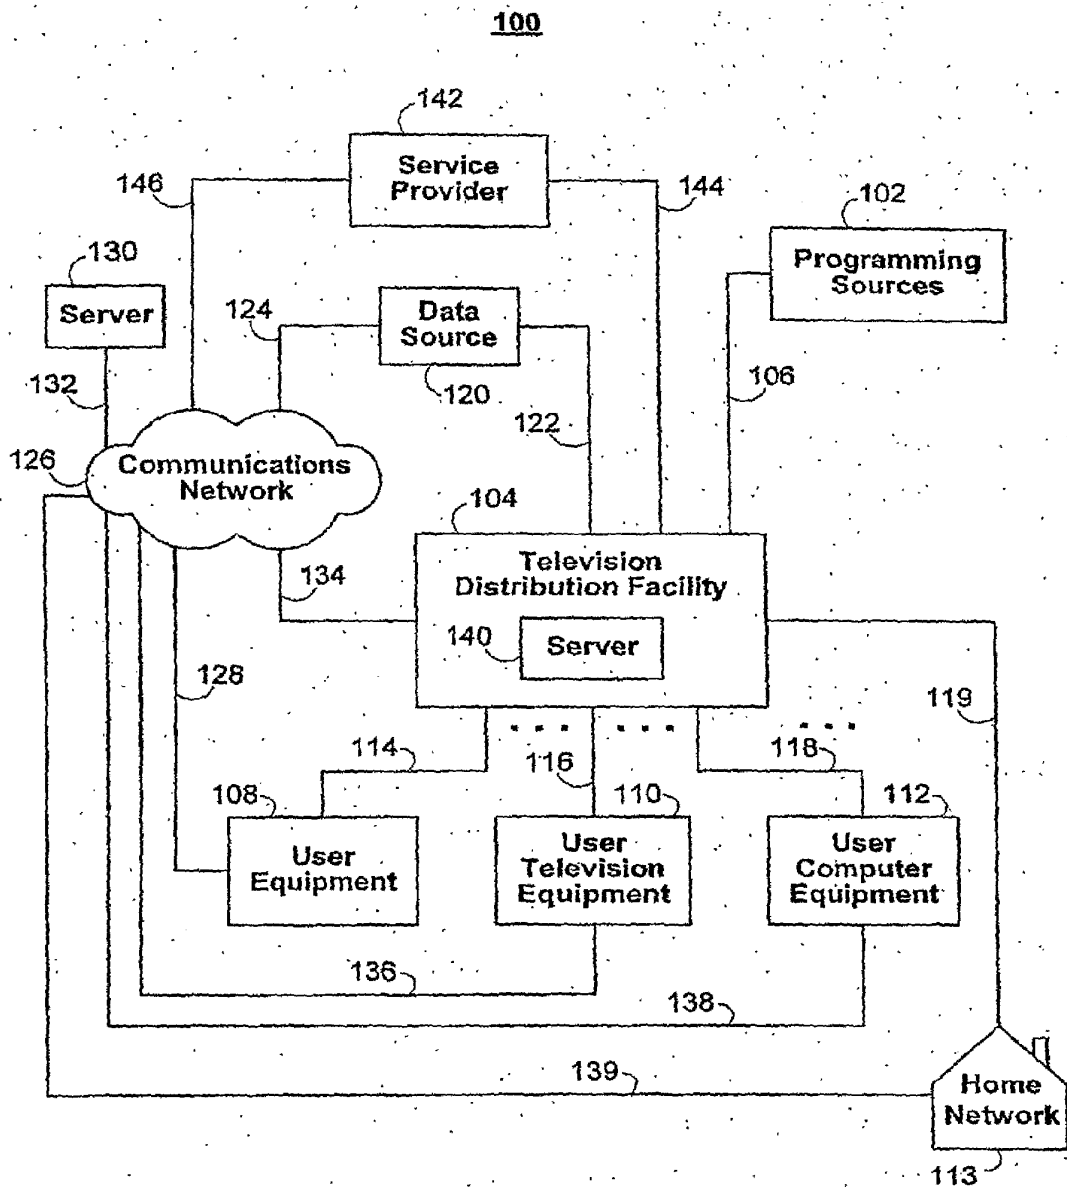 100
142
Service
Provider
146
144
102
Programming
Sources
130
Server
124
Data
Source
120
132
106
122
126
Communications
Network
104
Television
Distribution Facility
134
140
Server
128
119
114
116
118
108
110
112
User
Equipment
User
Television
Equipment
User
Computer
Equipment
136
138
139
Home
Network
113